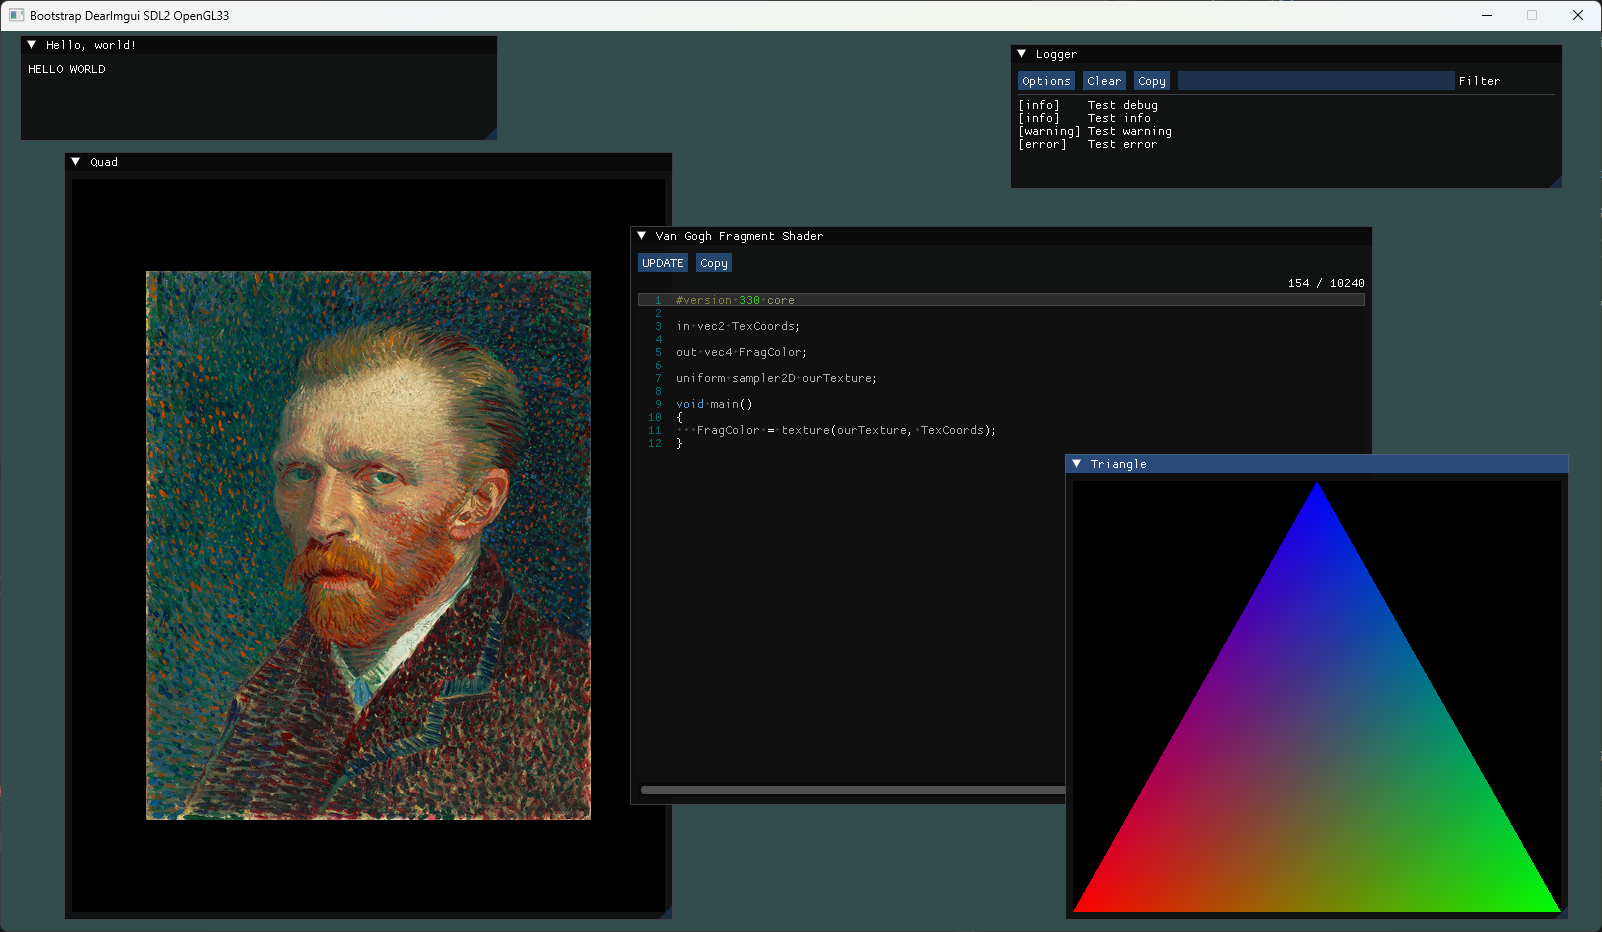 Bootstrap DearImgui SDL2 OpenGL33
Hello, world!
HELLO WORLD
Logger
Options Clear Copy Filter
[info] Test debug
[info] Test info
[warning] Test warning
[error] Test error
Quad
Van Gogh Fragment Shader
UPDATE Copy
154 / 10240
1 #version 330 core
2
3 in vec2 TexCoords;
4
5 out vec4 FragColor;
6
7 uniform sampler2D ourTexture;
8
9 void main()
10 {
11 FragColor = texture(ourTexture, TexCoords);
12 }
Triangle